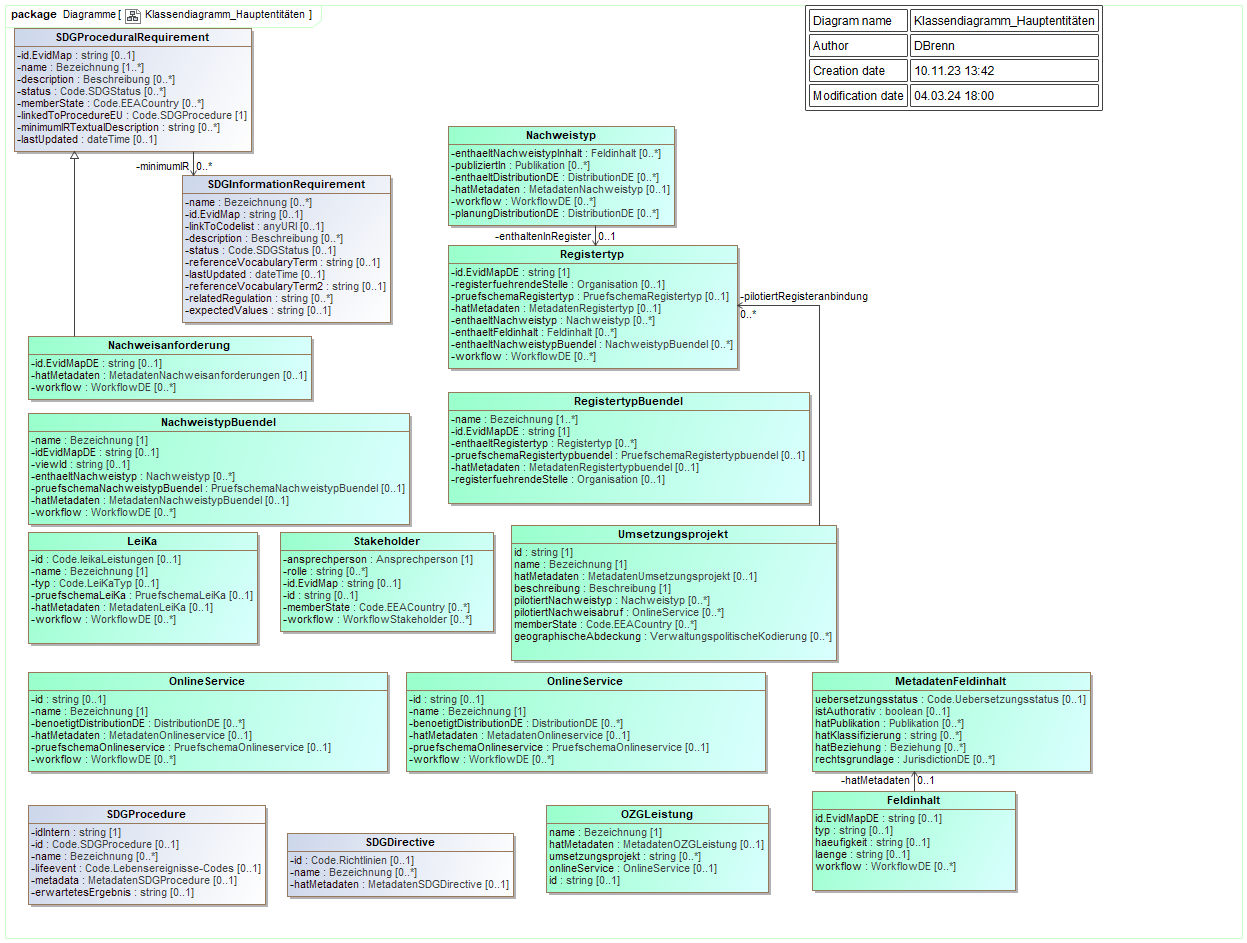 package Diagramme [ Klassendiagramm_Hauptentitäten ]
Diagram name Klassendiagramm_Hauptentitäten
Author DBrenn
Creation date 10.11.23 13:42
Modification date 04.03.24 18:00
SDGProceduralRequirement
-id.EvidMap : string [0..1]
-name : Bezeichnung [1..*]
-description : Beschreibung [0..*]
-status : Code.SDGStatus [0..*]
-memberState : Code.EEACountry [0..*]
-linkedToProcedureEU : Code.SDGProcedure [1]
-minimumIRTextualDescription : string [0..*]
-lastUpdated : dateTime [0..1]
-minimumIR 0..*
SDGInformationRequirement
-name : Bezeichnung [0..*]
-id.EvidMap : string [0..1]
-linkToCodelist : anyURI [0..1]
-description : Beschreibung [0..*]
-status : Code.SDGStatus [0..1]
-referenceVocabularyTerm : string [0..1]
-lastUpdated : dateTime [0..1]
-referenceVocabularyTerm2 : string [0..1]
-relatedRegulation : string [0..*]
-expectedValues : string [0..1]
Nachweistyp
-enthaeltNachweistypInhalt : Feldinhalt [0..*]
-publiziertIn : Publikation [0..*]
-enthaeltDistributionDE : DistributionDE [0..*]
-hatMetadaten : MetadatenNachweistyp [0..1]
-workflow : WorkflowDE [0..*]
-planungDistributionDE : DistributionDE [0..*]
-enthaltenInRegister 0..1
Registertyp
-id.EvidMapDE : string [1]
-registerfuehrendeStelle : Organisation [0..1]
-pruefschemaRegistertyp : PruefschemaRegistertyp [0..1]
-hatMetadaten : MetadatenRegistertyp [0..1]
-enthaeltNachweistyp : Nachweistyp [0..*]
-enthaeltFeldinhalt : Feldinhalt [0..*]
-enthaeltNachweistypBuendel : NachweistypBuendel [0..*]
-workflow : WorkflowDE [0..*]
-pilotiertRegisteranbindung
0..*
Nachweisanforderung
-id.EvidMapDE : string [0..1]
-hatMetadaten : MetadatenNachweisanforderungen [0..1]
-workflow : WorkflowDE [0..*]
RegistertypBuendel
-name : Bezeichnung [1..*]
-id.EvidMapDE : string [1]
-enthaeltRegistertyp : Registertyp [0..*]
-pruefschemaRegistertypbuendel : PruefschemaRegistertypbuendel [0..1]
-hatMetadaten : MetadatenRegistertypbuendel [0..1]
-registerfuehrendeStelle : Organisation [0..1]
NachweistypBuendel
-name : Bezeichnung [1]
-idEvidMapDE : string [0..1]
-viewId : string [0..1]
-enthaeltNachweistyp : Nachweistyp [0..*]
-pruefschemaNachweistypBuendel : PruefschemaNachweistypBuendel [0..1]
-hatMetadaten : MetadatenNachweistypBuendel [0..1]
-workflow : WorkflowDE [0..*]
LeiKa
-id : Code.leikaLeistungen [0..1]
-name : Bezeichnung [1]
-typ : Code.LeiKaTyp [0..1]
-pruefschemaLeiKa : PruefschemaLeiKa [0..1]
-hatMetadaten : MetadatenLeiKa [0..1]
-workflow : WorkflowDE [0..*]
Stakeholder
-ansprechperson : Ansprechperson [1]
-rolle : string [0..*]
-id.EvidMap : string [0..1]
-id : string [0..1]
-memberState : Code.EEACountry [0..*]
-workflow : WorkflowStakeholder [0..*]
Umsetzungsprojekt
id : string [1]
name : Bezeichnung [1]
hatMetadaten : MetadatenUmsetzungsprojekt [0..1]
beschreibung : Beschreibung [1]
pilotiertNachweistyp : Nachweistyp [0..*]
pilotiertNachweisabruf : OnlineService [0..*]
memberState : Code.EEACountry [0..*]
geographischeAbdeckung : VerwaltungspolitischeKodierung [0..*]
OnlineService
-id : string [0..1]
-name : Bezeichnung [1]
-benoetigtDistributionDE : DistributionDE [0..*]
-hatMetadaten : MetadatenOnlineservice [0..1]
-pruefschemaOnlineservice : PruefschemaOnlineservice [0..1]
-workflow : WorkflowDE [0..*]
OnlineService
-id : string [0..1]
-name : Bezeichnung [1]
-benoetigtDistributionDE : DistributionDE [0..*]
-hatMetadaten : MetadatenOnlineservice [0..1]
-pruefschemaOnlineservice : PruefschemaOnlineservice [0..1]
-workflow : WorkflowDE [0..*]
MetadatenFeldinhalt
uebersetzungsstatus : Code.Uebersetzungsstatus [0..1]
istAuthorativ : boolean [0..1]
hatPublikation : Publikation [0..*]
hatKlassifizierung : string [0..*]
hatBeziehung : Beziehung [0..*]
rechtsgrundlage : JurisdictionDE [0..*]
-hatMetadaten 0..1
Feldinhalt
id.EvidMapDE : string [0..1]
typ : string [0..1]
haeufigkeit : string [0..1]
laenge : string [0..1]
workflow : WorkflowDE [0..*]
SDGProcedure
-idIntern : string [1]
-id : Code.SDGProcedure [0..1]
-name : Bezeichnung [0..*]
-lifeevent : Code.Lebensereignisse-Codes [0..1]
-metadata : MetadatenSDGProcedure [0..1]
-erwartetesErgebnis : string [0..1]
SDGDirective
-id : Code.Richtlinien [0..1]
-name : Bezeichnung [0..*]
-hatMetadaten : MetadatenSDGDirective [0..1]
OZGLeistung
name : Bezeichnung [1]
hatMetadaten : MetadatenOZGLeistung [0..1]
umsetzungsprojekt : string [0..*]
onlineService : OnlineService [0..1]
id : string [0..1]